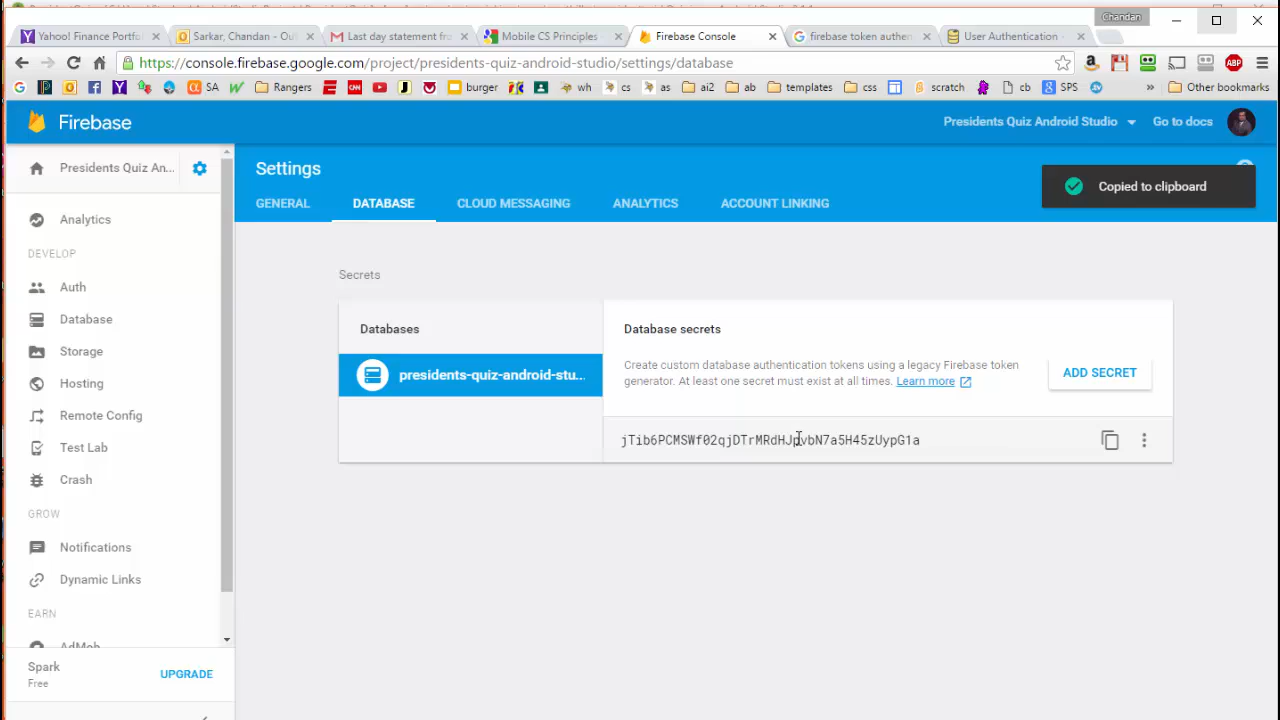 Chandan
Yahoo! Finance Portfo
Sarkar, Chandan - Ou
Last day statement fro
Mobile CS Principles
Firebase Console
firebase token authen
User Authentication
https://console.firebase.google.com/project/presidents-quiz-android-studio/settings/database
SA
Rangers
CNN
burger
wh
cs
as
ai2
ab
templates
css
scratch
cb
SPS
Other bookmarks
Firebase
Presidents Quiz Android Studio
Go to docs
Presidents Quiz An...
Settings
Copied to clipboard
GENERAL
DATABASE
CLOUD MESSAGING
ANALYTICS
ACCOUNT LINKING
Analytics
DEVELOP
Auth
Database
Storage
Hosting
Remote Config
Test Lab
Crash
GROW
Notifications
Dynamic Links
EARN
AdMob
Spark
Free
UPGRADE
Secrets
Databases
presidents-quiz-android-stu...
Database secrets
Create custom database authentication tokens using a legacy Firebase token
generator. At least one secret must exist at all times. Learn more
ADD SECRET
jTib6PCMSWf02qjDTrMRdHJpvbN7a5H45zUypG1a